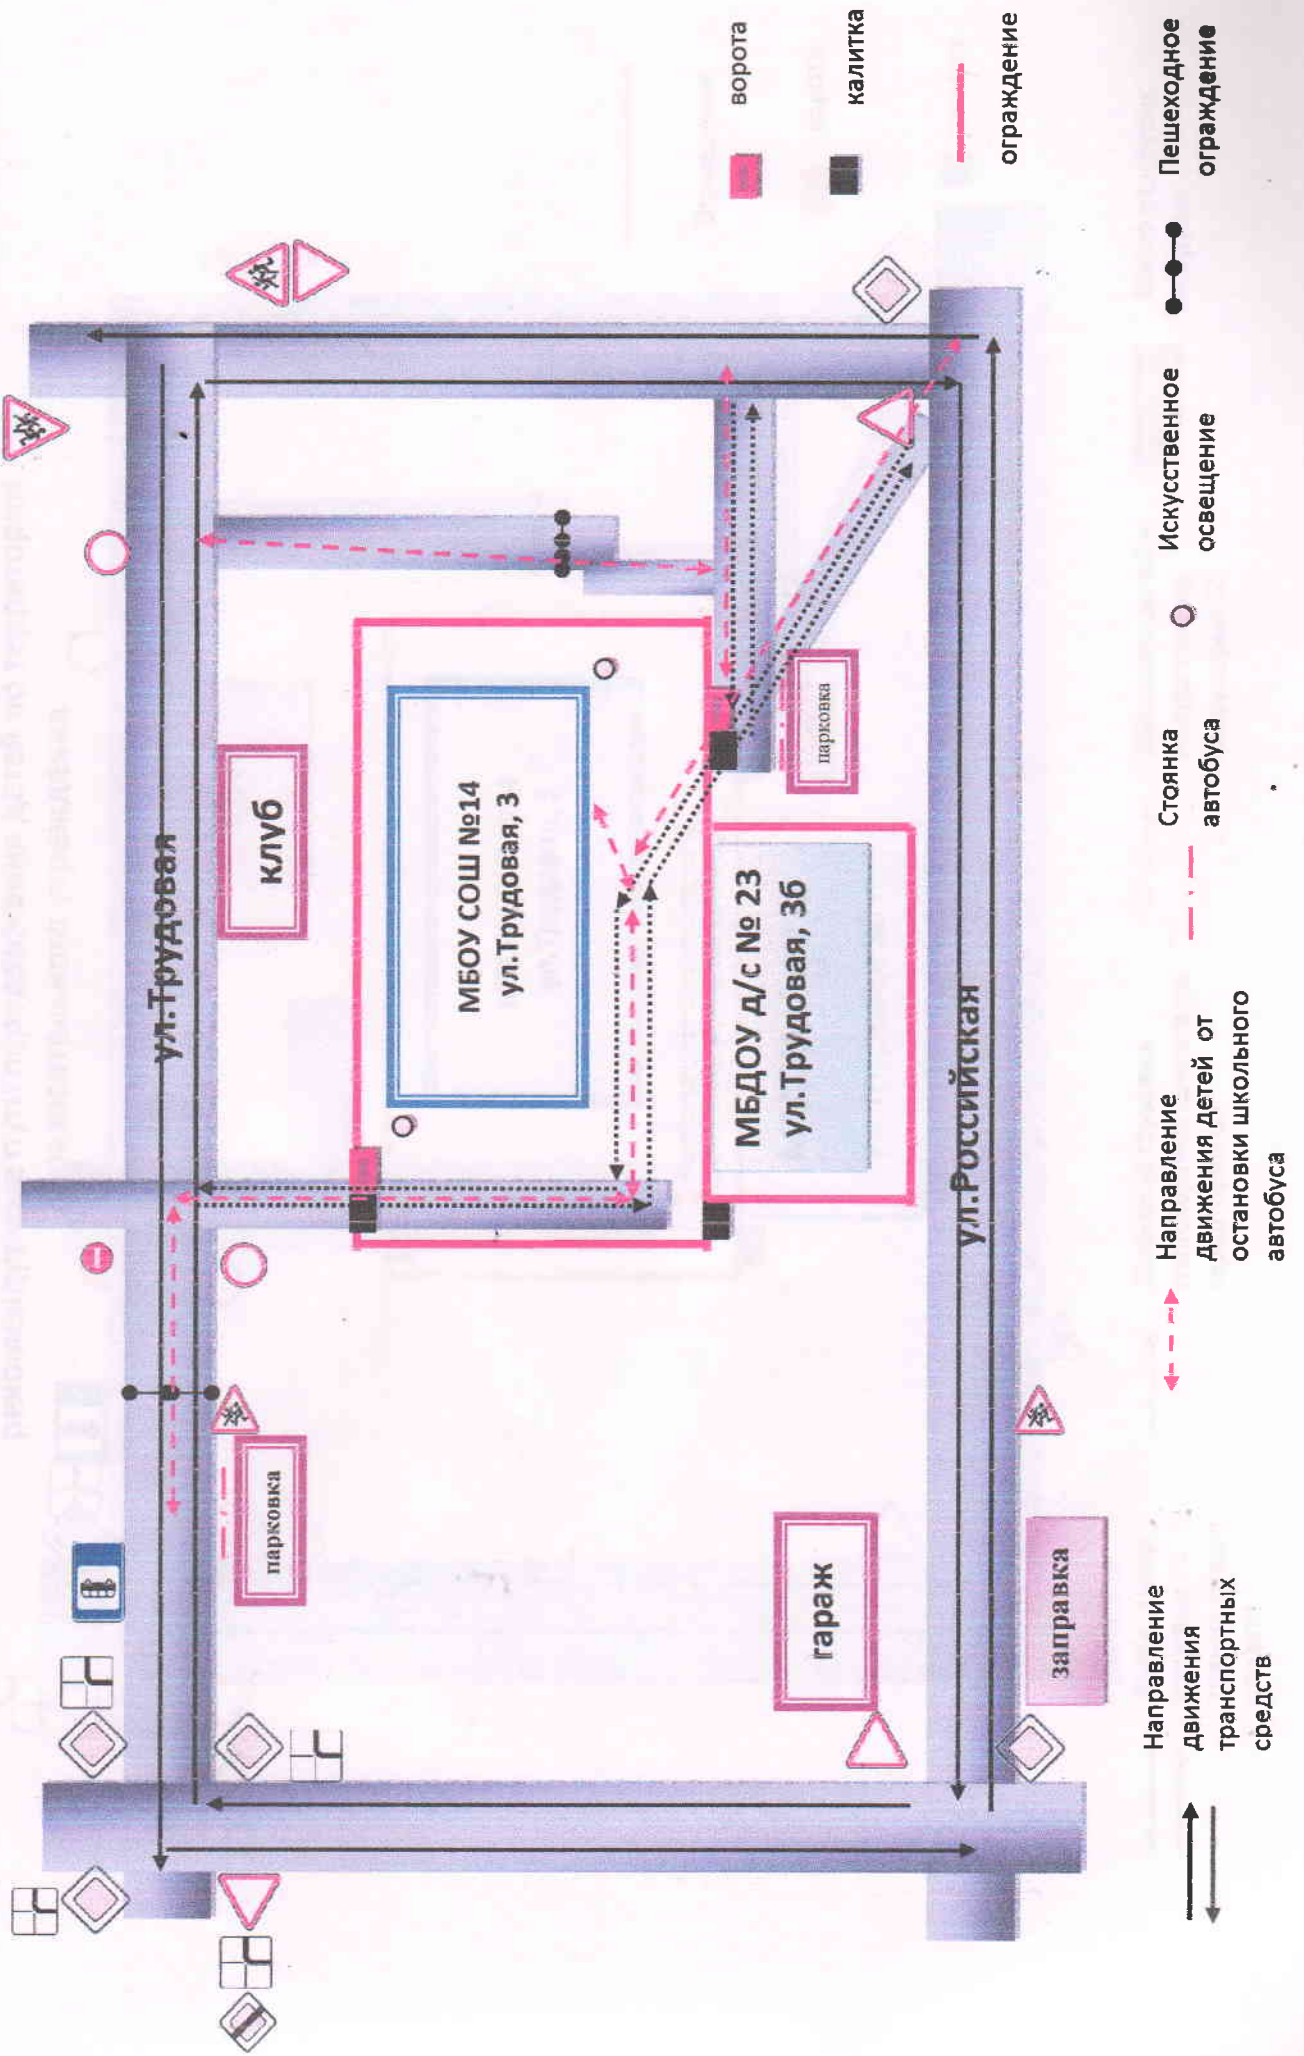 ул.Трудовая
клуб
парковка
МБОУ СОШ №14
ул.Трудовая, 3
МБДОУ д/с № 23
ул.Трудовая, 3б
парковка
гараж
ул.Российская
заправка
ворота
калитка
ограждение
Направление
движения
транспортных
средств
Направление
движения детей от
остановки школьного
автобуса
Стоянка
автобуса
Искусственное
освещение
Пешеходное
ограждение